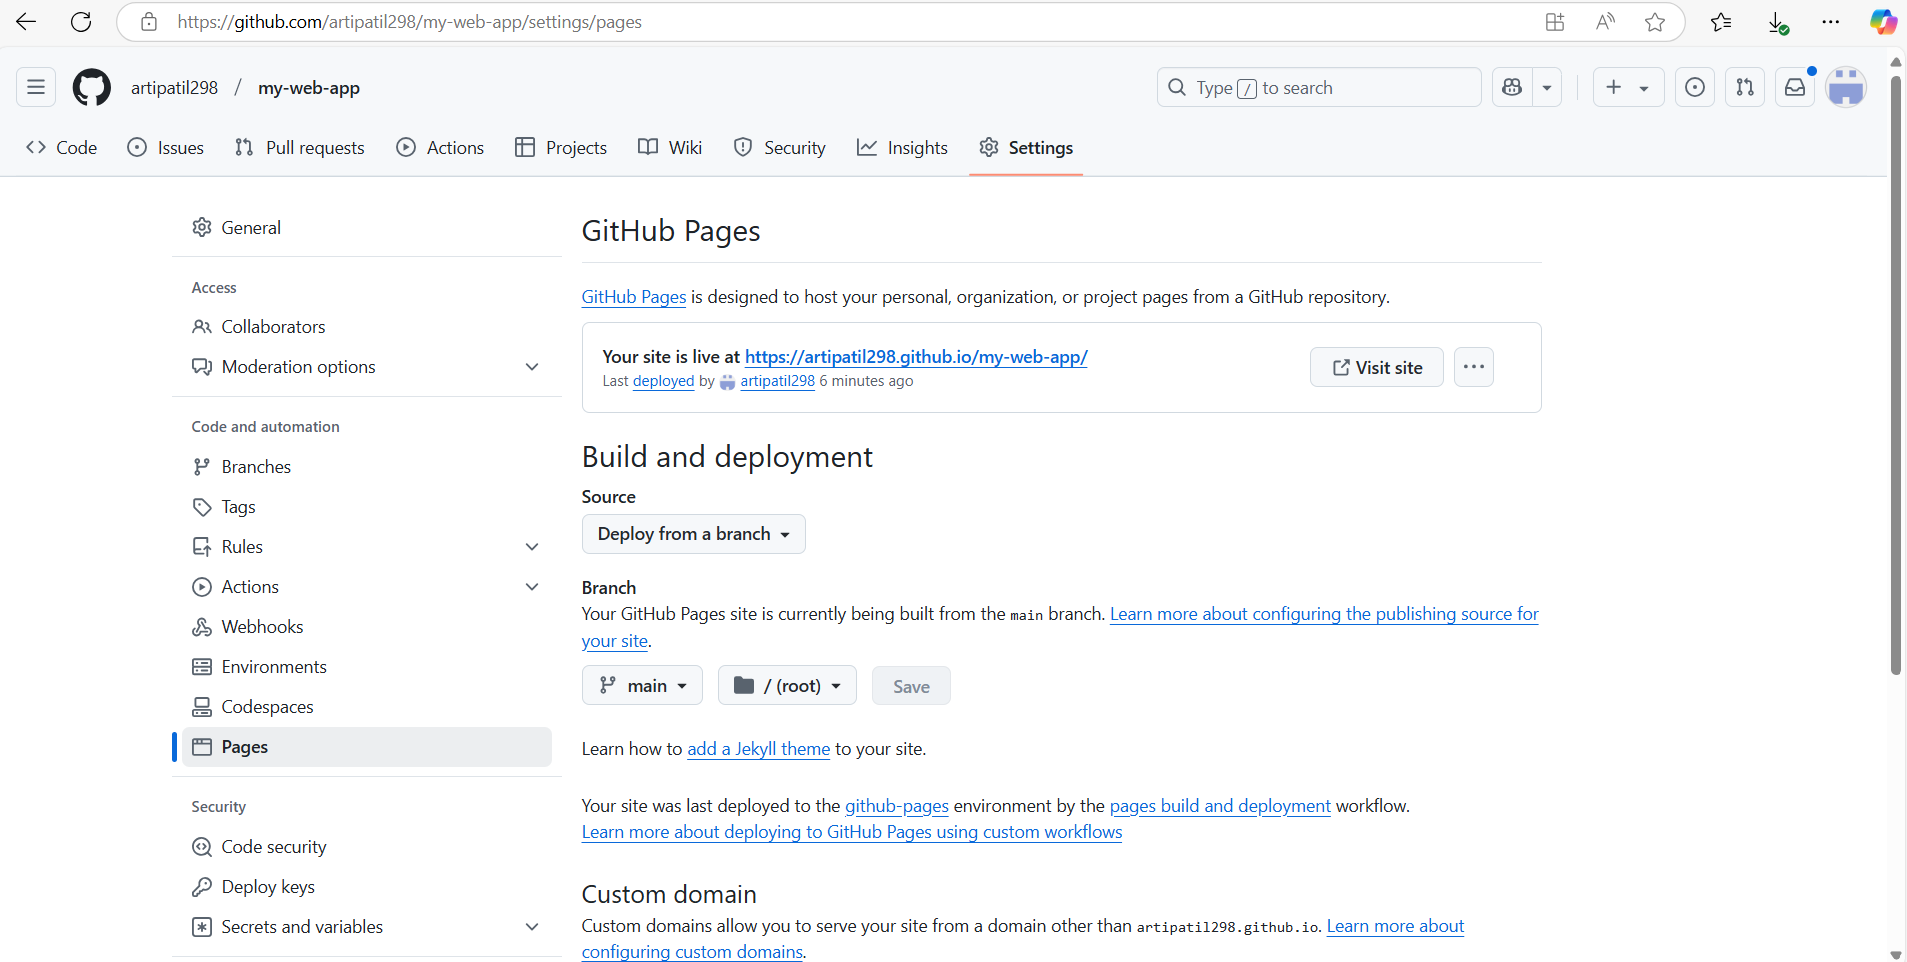 https://github.com/artipatil298/my-web-app/settings/pages
artipatil298 / my-web-app
Type / to search
Code
Issues
Pull requests
Actions
Projects
Wiki
Security
Insights
Settings
General
Access
Collaborators
Moderation options
Code and automation
Branches
Tags
Rules
Actions
Webhooks
Environments
Codespaces
Pages
Security
Code security
Deploy keys
Secrets and variables
GitHub Pages
GitHub Pages is designed to host your personal, organization, or project pages from a GitHub repository.
Your site is live at https://artipatil298.github.io/my-web-app/
Last deployed by artipatil298 6 minutes ago
Visit site
Build and deployment
Source
Deploy from a branch
Branch
Your GitHub Pages site is currently being built from the main branch. Learn more about configuring the publishing source for
your site.
main
/ (root)
Save
Learn how to add a Jekyll theme to your site.
Your site was last deployed to the github-pages environment by the pages build and deployment workflow.
Learn more about deploying to GitHub Pages using custom workflows
Custom domain
Custom domains allow you to serve your site from a domain other than artipatil298.github.io. Learn more about
configuring custom domains.